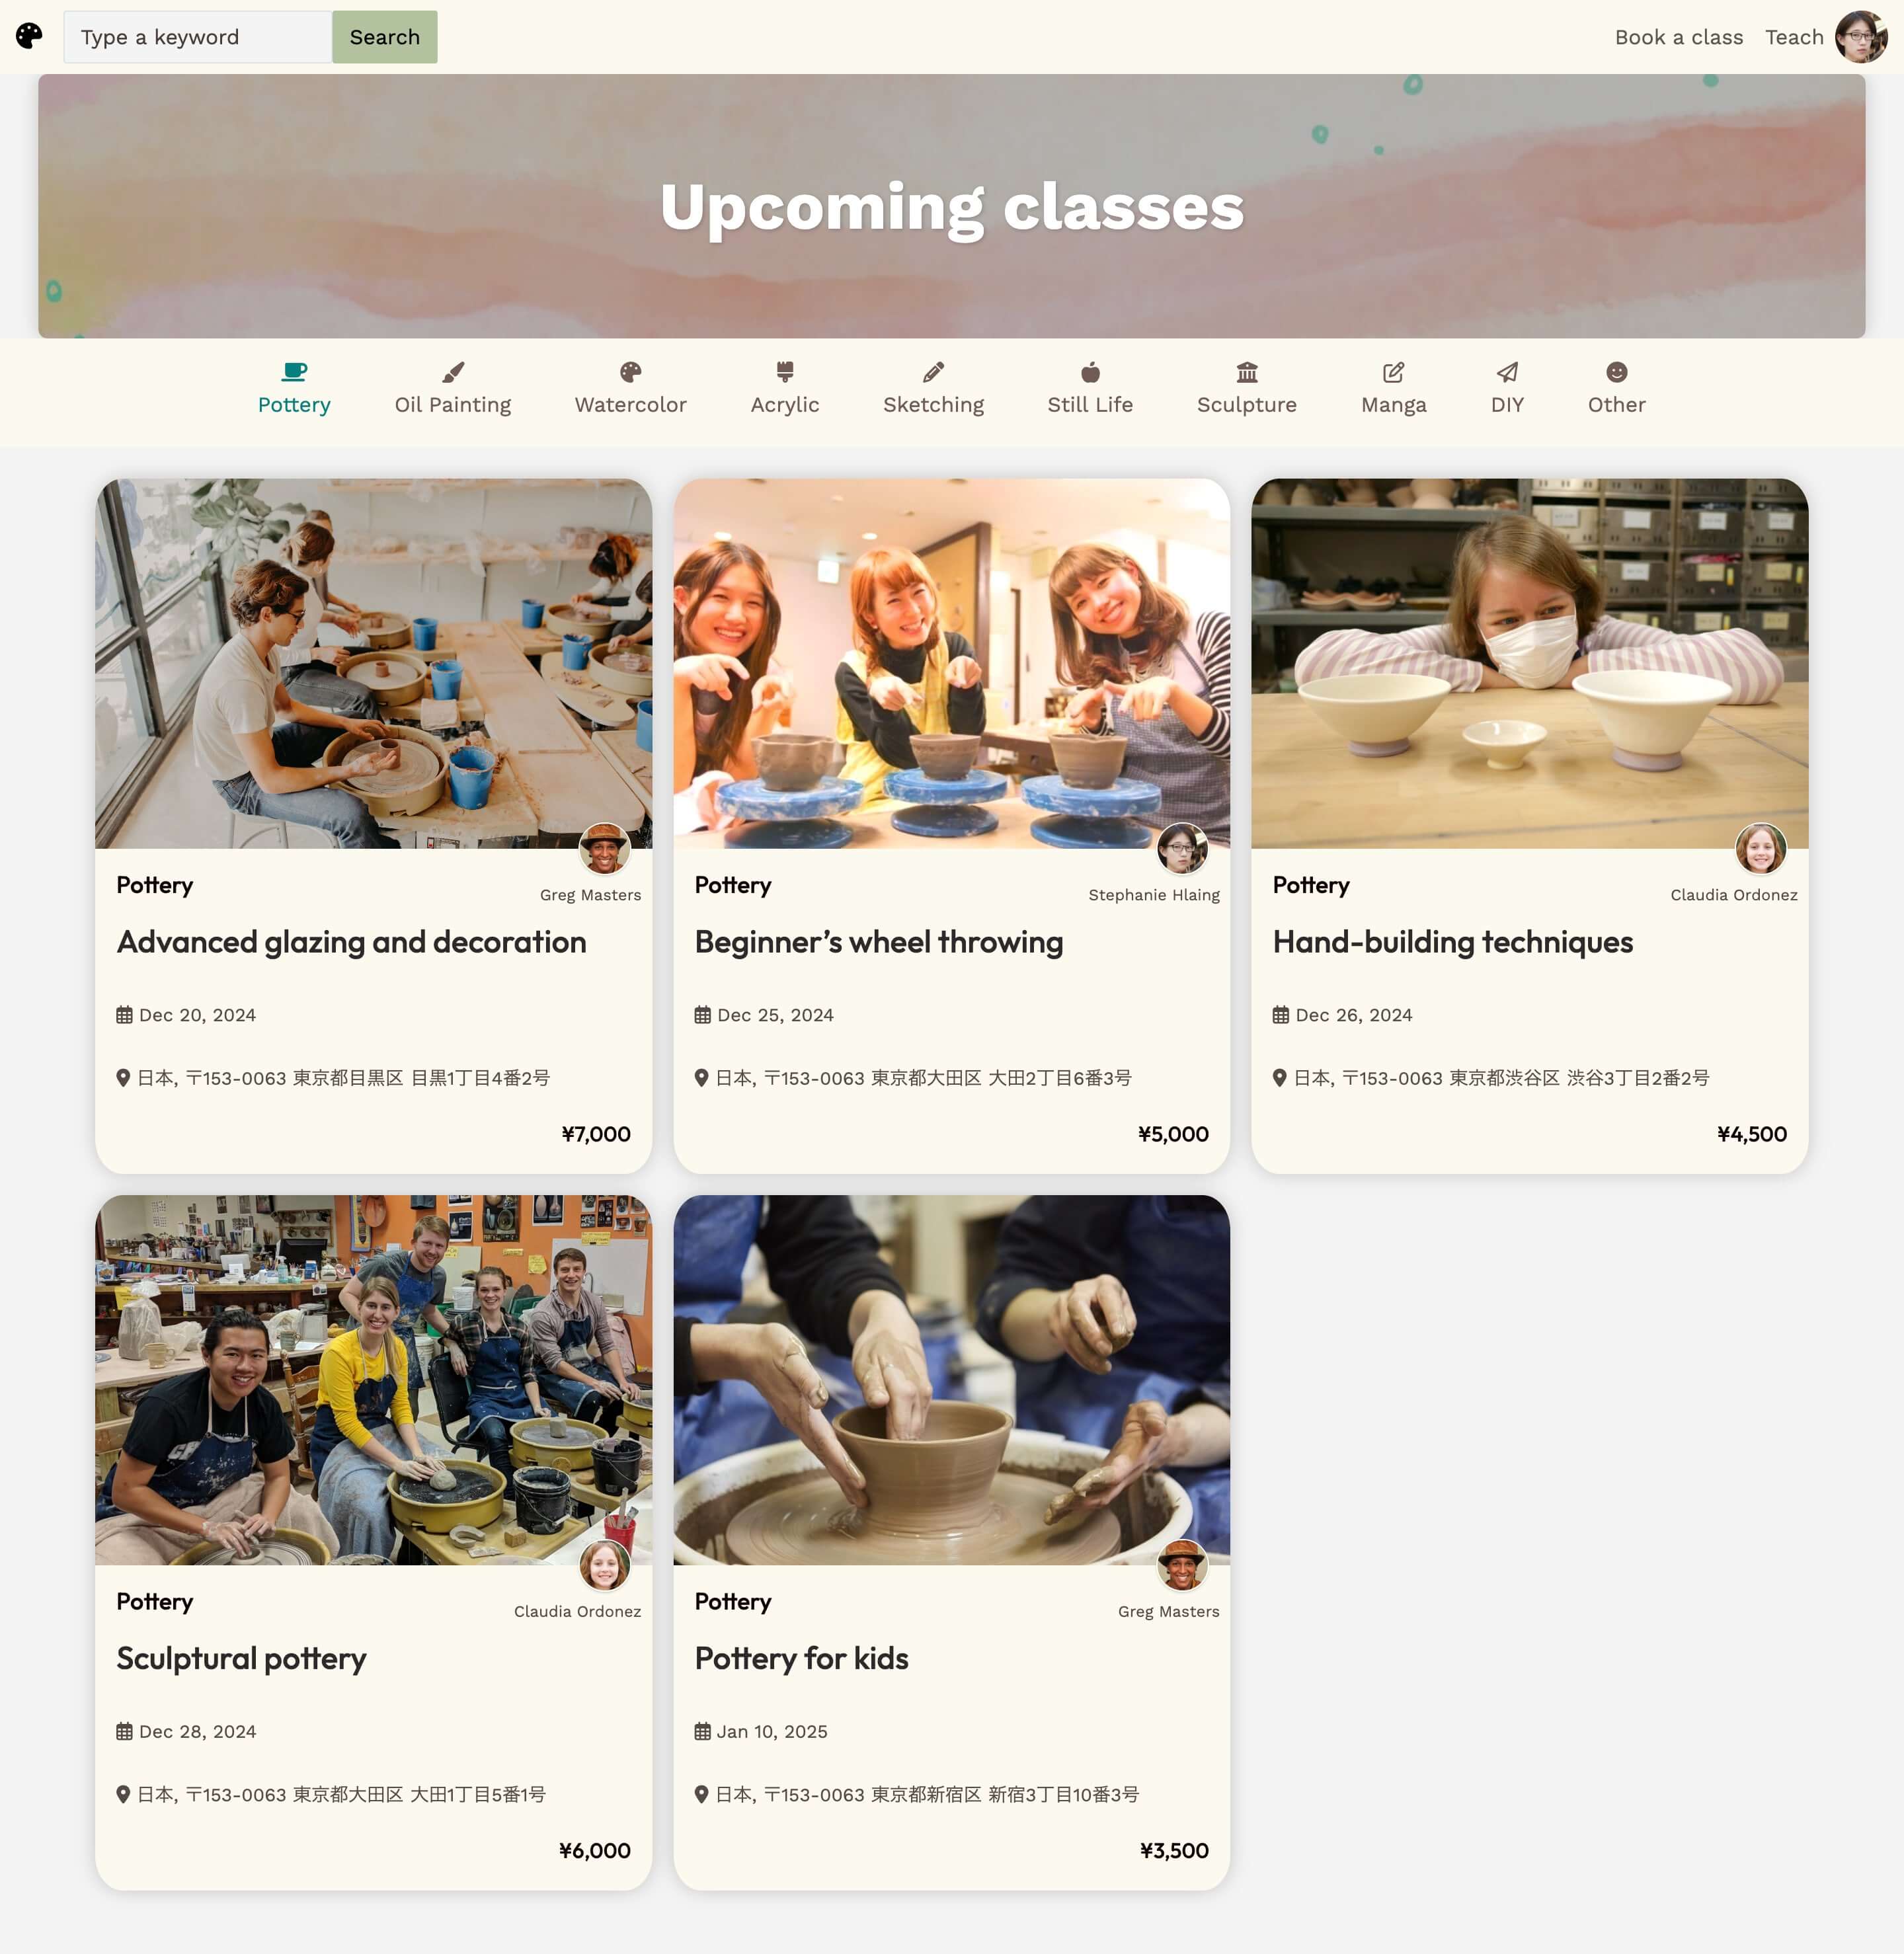 Type a keyword
Search
Book a class
Teach
Upcoming classes
Pottery
Oil Painting
Watercolor
Acrylic
Sketching
Still Life
Sculpture
Manga
DIY
Other
Pottery
Greg Masters
Advanced glazing and decoration
Dec 20, 2024
日本, 〒153-0063 東京都目黒区 目黒1丁目4番2号
¥7,000
Pottery
Stephanie Hlaing
Beginner’s wheel throwing
Dec 25, 2024
日本, 〒153-0063 東京都大田区 大田2丁目6番3号
¥5,000
Pottery
Claudia Ordonez
Hand-building techniques
Dec 26, 2024
日本, 〒153-0063 東京都渋谷区 渋谷3丁目2番2号
¥4,500
Pottery
Claudia Ordonez
Sculptural pottery
Dec 28, 2024
日本, 〒153-0063 東京都大田区 大田1丁目5番1号
¥6,000
Pottery
Greg Masters
Pottery for kids
Jan 10, 2025
日本, 〒153-0063 東京都新宿区 新宿3丁目10番3号
¥3,500